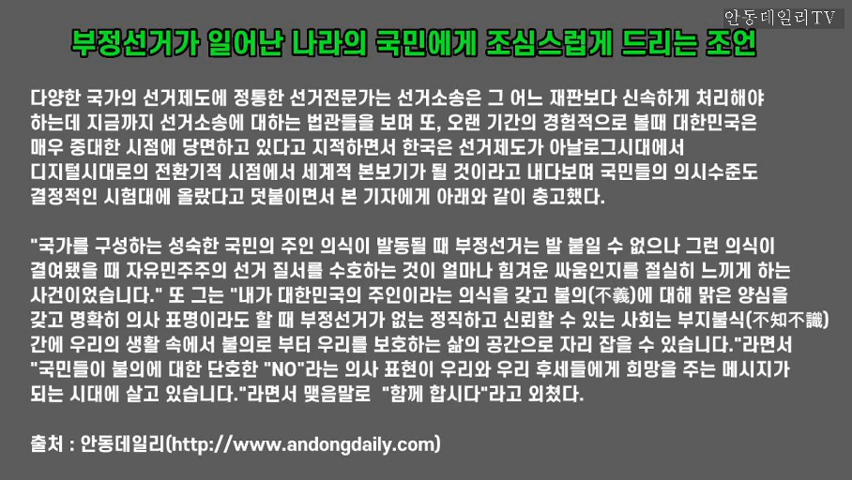 안동데일리TV
부정선거가 일어난 나라의 국민에게 조심스럽게 드리는 조언
다양한 국가의 선거제도에 정통한 선거전문가는 선거소송은 그 어느 재판보다 신속하게 처리해야
하는데 지금까지 선거소송에 대하는 법관들을 보며 또, 오랜 기간의 경험적으로 볼때 대한민국은
매우 중대한 시점에 당면하고 있다고 지적하면서 한국은 선거제도가 아날로그시대에서
디지털시대로의 전환기적 시점에서 세계적 본보기가 될 것이라고 내다보며 국민들의 의시수준도
결정적인 시험대에 올랐다고 덧붙이면서 본 기자에게 아래와 같이 충고했다.
"국가를 구성하는 성숙한 국민의 주인 의식이 발동될 때 부정선거는 발 붙일 수 없으나 그런 의식이
결여됐을 때 자유민주주의 선거 질서를 수호하는 것이 얼마나 힘겨운 싸움인지를 절실히 느끼게 하는
사건이었습니다." 또 그는 "내가 대한민국의 주인이라는 의식을 갖고 불의(不義)에 대해 맑은 양심을
갖고 명확히 의사 표명이라도 할 때 부정선거가 없는 정직하고 신뢰할 수 있는 사회는 부지불식(不知不識)
간에 우리의 생활 속에서 불의로 부터 우리를 보호하는 삶의 공간으로 자리 잡을 수 있습니다."라면서
"국민들이 불의에 대한 단호한 "NO"라는 의사 표현이 우리와 우리 후세들에게 희망을 주는 메시지가
되는 시대에 살고 있습니다."라면서 맺음말로 "함께 합시다"라고 외쳤다.
출처 : 안동데일리(http://www.andongdaily.com)